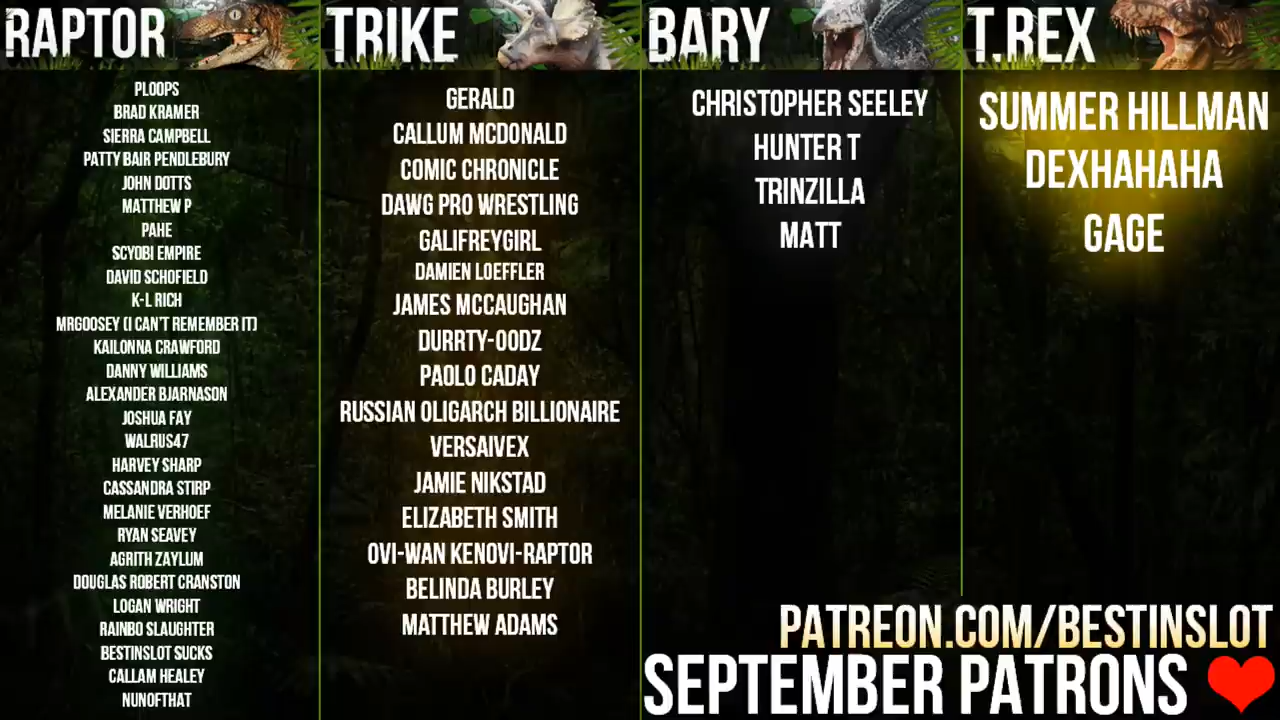 RAPTOR
PLOOPS
BRAD KRAMER
SIERRA CAMPBELL
PATTY BAIR PENDLEBURY
JOHN DOTTS
MATTHEW P
PAHE
SCYOBI EMPIRE
DAVID SCHOFIELD
K-L RICH
MRGOOSEY (I CAN'T REMEMBER IT)
KAILONNA CRAWFORD
DANNY WILLIAMS
ALEXANDER BJARNASON
JOSHUA FAY
WALRUS47
HARVEY SHARP
CASSANDRA STIRP
MELANIE VERHOEF
RYAN SEAVEY
AGRITH ZAYLUM
DOUGLAS ROBERT CRANSTON
LOGAN WRIGHT
RAINBO SLAUGHTER
BESTINSLOT SUCKS
CALLAM HEALEY
NUNOFTHAT
TRIKE
GERALD
CALLUM MCDONALD
COMIC CHRONICLE
DAWG PRO WRESTLING
GALIFREYGIRL
DAMIEN LOEFFLER
JAMES MCCAUGHAN
DURRTY-OODZ
PAOLO CADAY
RUSSIAN OLIGARCH BILLIONAIRE
VERSAIVEX
JAMIE NIKSTAD
ELIZABETH SMITH
OVI-WAN KENOVI-RAPTOR
BELINDA BURLEY
MATTHEW ADAMS
BARY
CHRISTOPHER SEELEY
HUNTER T
TRINZILLA
MATT
T.REX
SUMMER HILLMAN
DEXHAHAHA
GAGE
PATREON.COM/BESTINSLOT
SEPTEMBER PATRONS ❤